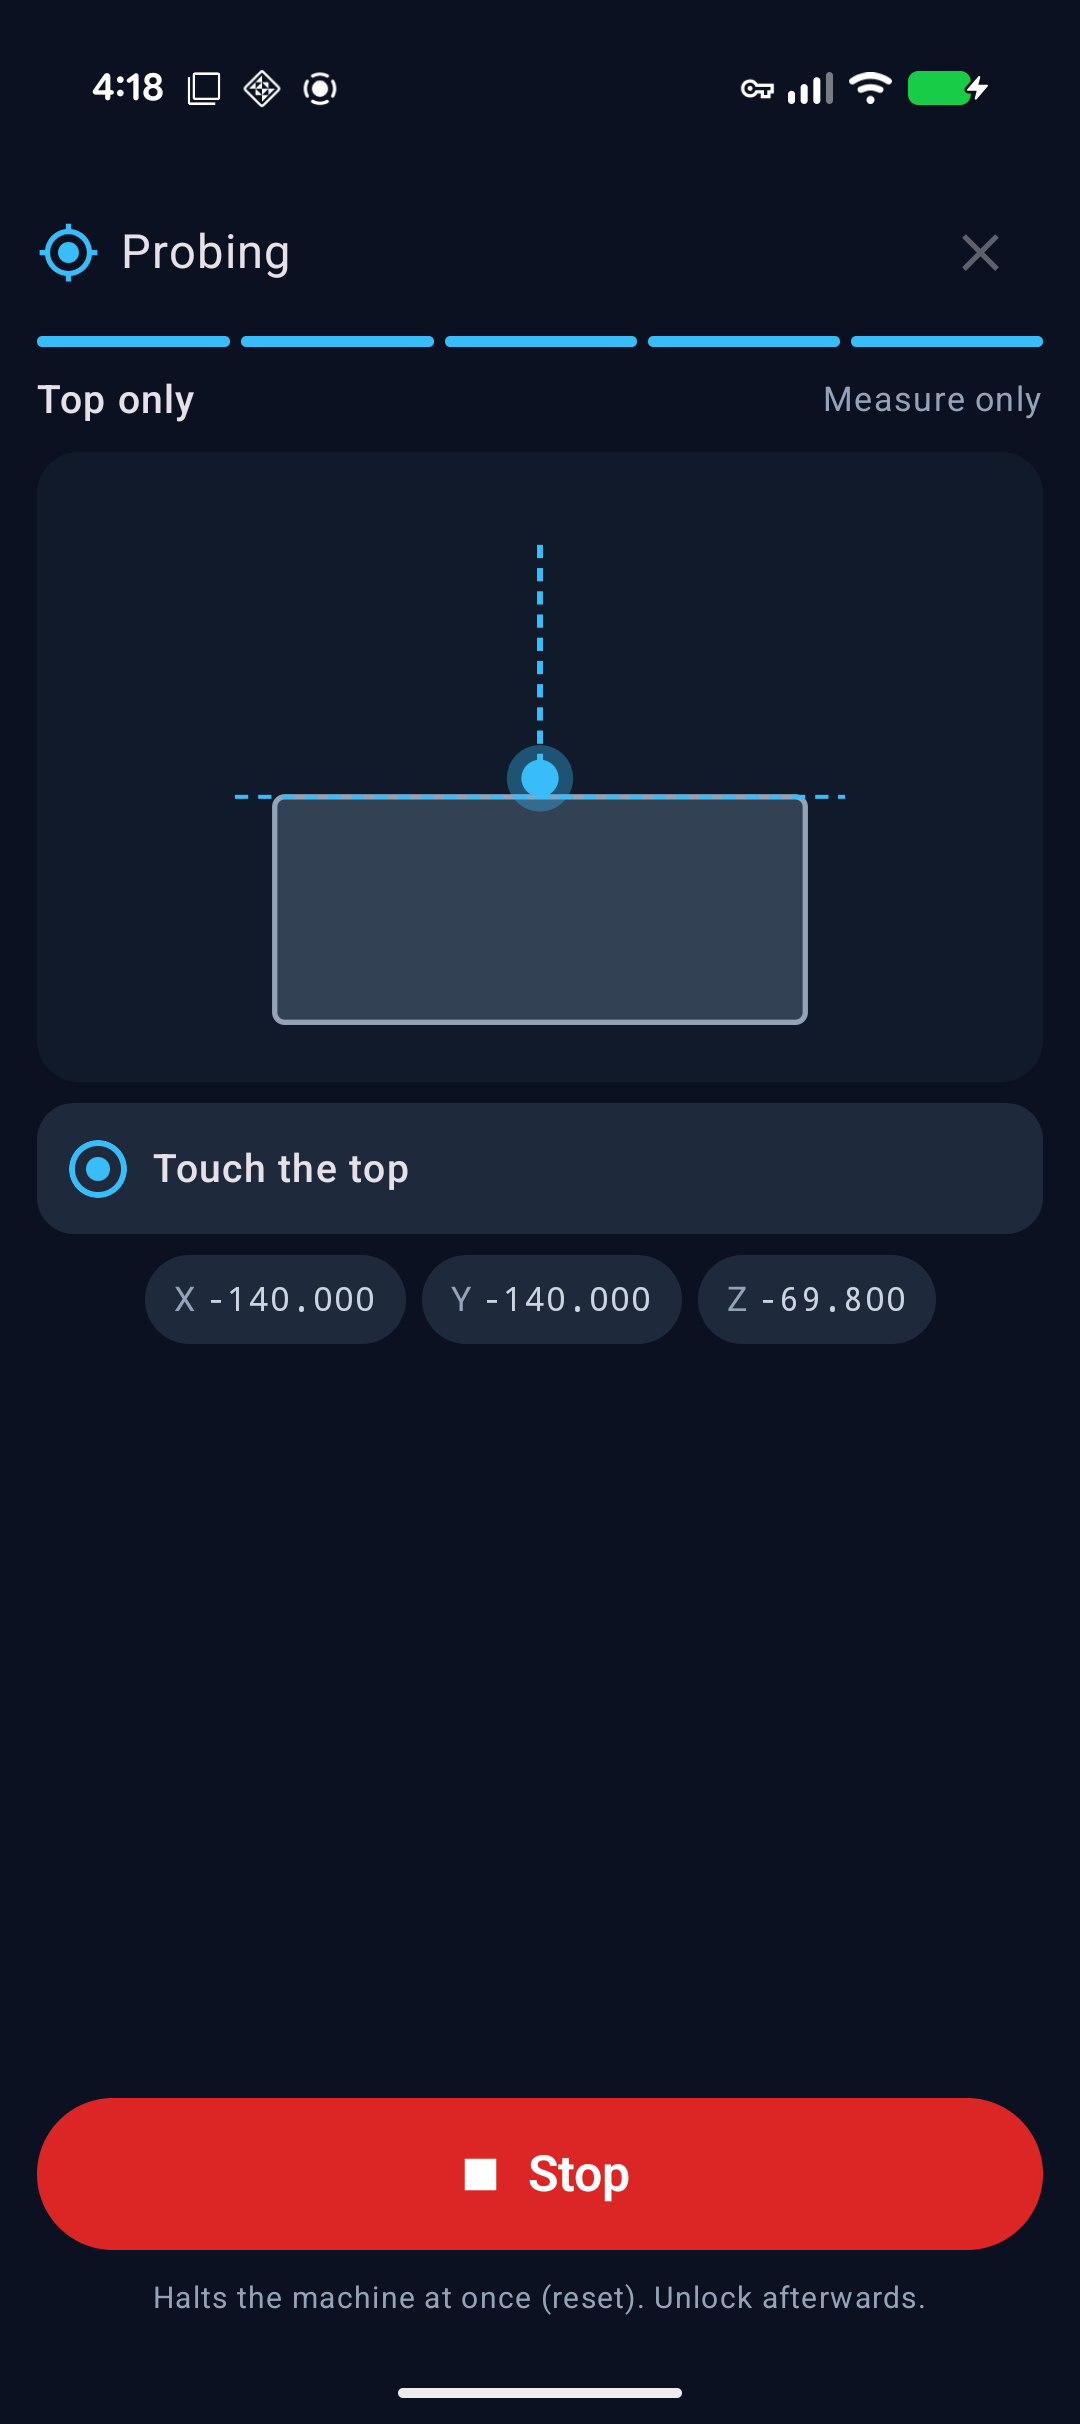 4:18
Probing
Top only
Measure only
Touch the top
X -140.000
Y -140.000
Z -69.800
Stop
Halts the machine at once (reset). Unlock afterwards.